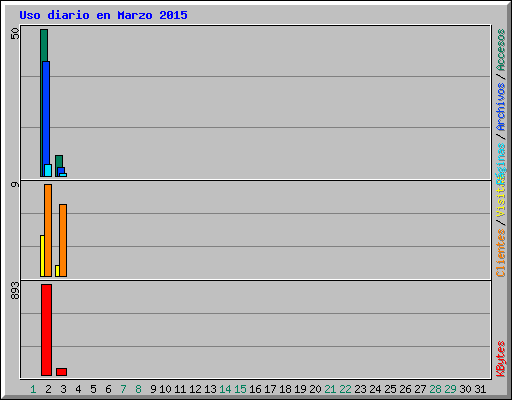 Uso diario en Marzo 2015
50
9
893
Accesos / Archivos / Páginas
Clientes / Visitas
KBytes
1 2 3 4 5 6 7 8 9 10 11 12 13 14 15 16 17 18 19 20 21 22 23 24 25 26 27 28 29 30 31